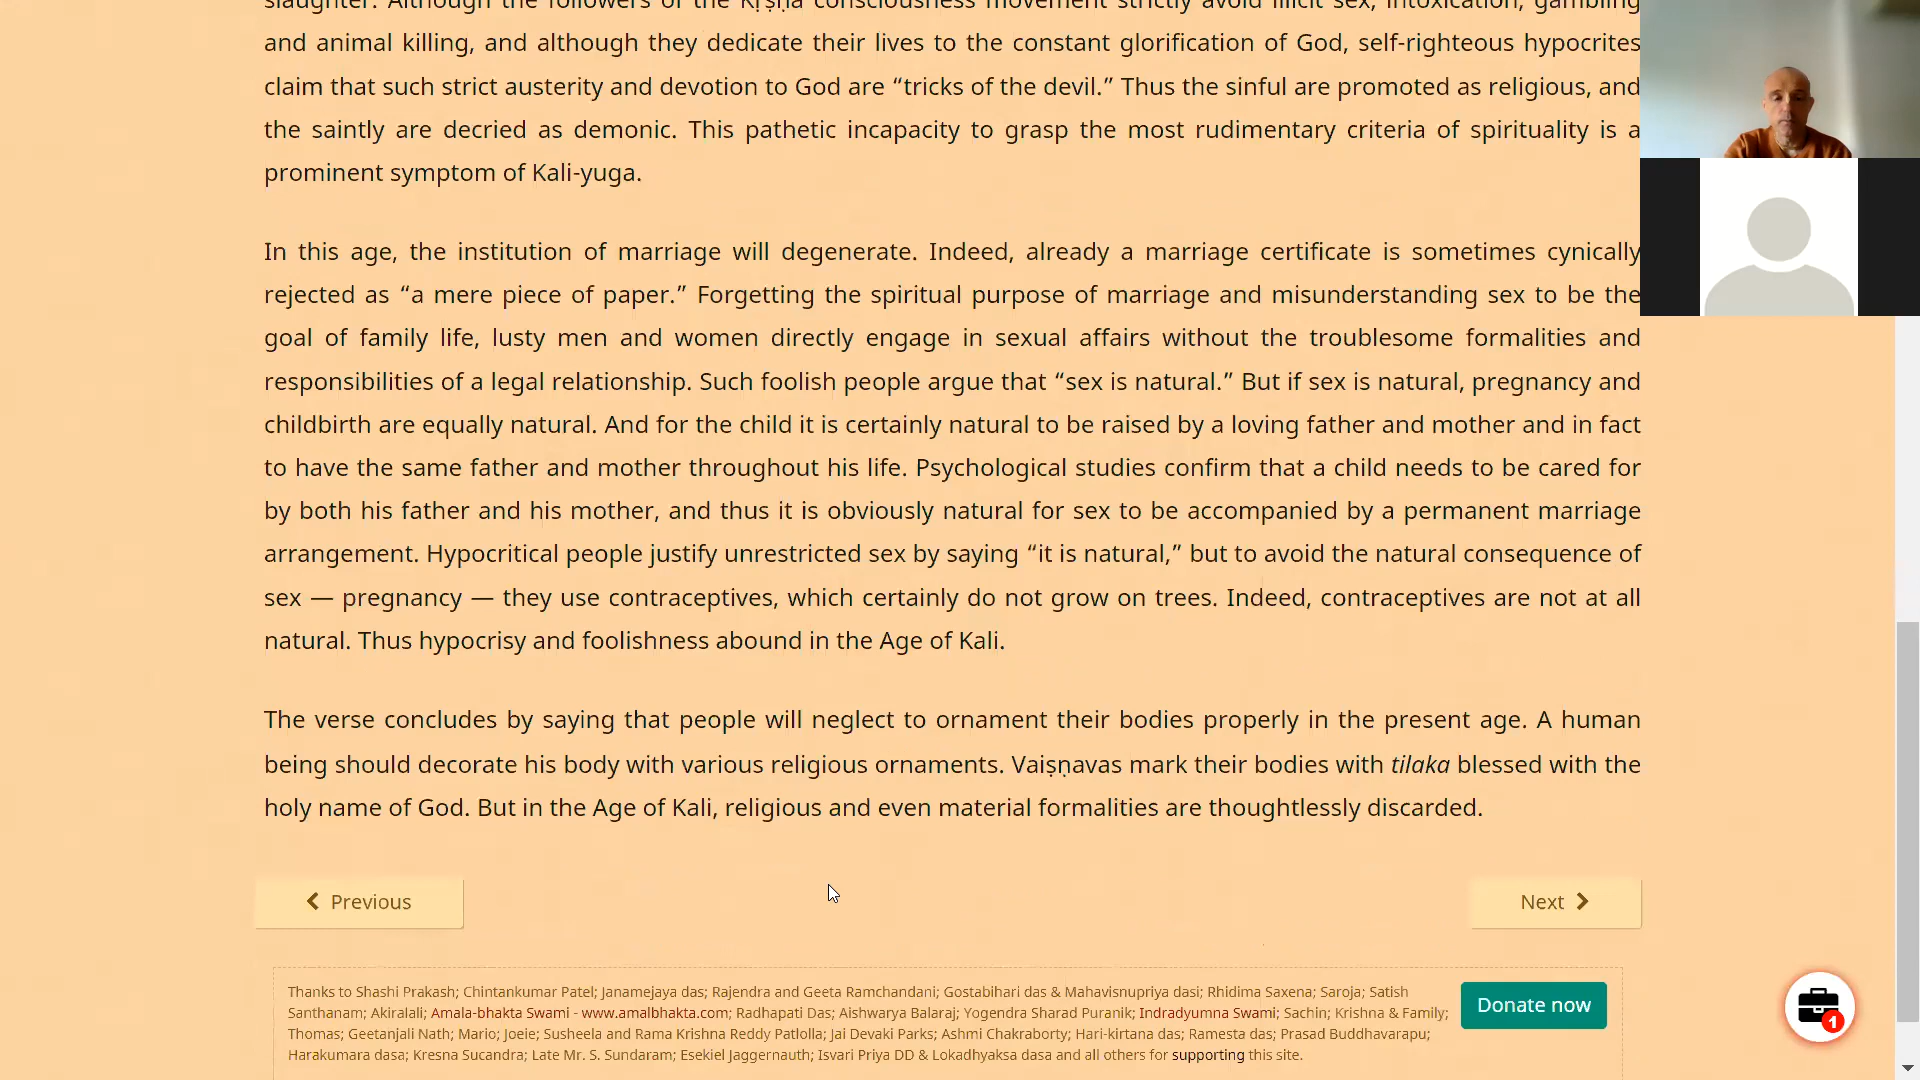 slaughter. Although the followers of the Kṛṣṇa consciousness movement strictly avoid illicit sex, intoxication, gambling
and animal killing, and although they dedicate their lives to the constant glorification of God, self-righteous hypocrites
claim that such strict austerity and devotion to God are “tricks of the devil.” Thus the sinful are promoted as religious, and
the saintly are decried as demonic. This pathetic incapacity to grasp the most rudimentary criteria of spirituality is a
prominent symptom of Kali-yuga.
In this age, the institution of marriage will degenerate. Indeed, already a marriage certificate is sometimes cynically
rejected as “a mere piece of paper.” Forgetting the spiritual purpose of marriage and misunderstanding sex to be the
goal of family life, lusty men and women directly engage in sexual affairs without the troublesome formalities and
responsibilities of a legal relationship. Such foolish people argue that “sex is natural.” But if sex is natural, pregnancy and
childbirth are equally natural. And for the child it is certainly natural to be raised by a loving father and mother and in fact
to have the same father and mother throughout his life. Psychological studies confirm that a child needs to be cared for
by both his father and his mother, and thus it is obviously natural for sex to be accompanied by a permanent marriage
arrangement. Hypocritical people justify unrestricted sex by saying “it is natural,” but to avoid the natural consequence of
sex — pregnancy — they use contraceptives, which certainly do not grow on trees. Indeed, contraceptives are not at all
natural. Thus hypocrisy and foolishness abound in the Age of Kali.
The verse concludes by saying that people will neglect to ornament their bodies properly in the present age. A human
being should decorate his body with various religious ornaments. Vaiṣṇavas mark their bodies with tilaka blessed with the
holy name of God. But in the Age of Kali, religious and even material formalities are thoughtlessly discarded.
Previous
Next
Thanks to Shashi Prakash; Chintankumar Patel; Janamejaya das; Rajendra and Geeta Ramchandani; Gostabihari das & Mahavisnupriya dasi; Rhidima Saxena; Saroja; Satish
Santhanam; Akiralali; Amala-bhakta Swami - www.amalbhakta.com; Radhapati Das; Aishwarya Balaraj; Yogendra Sharad Puranik; Indradyumna Swami; Sachin; Krishna & Family;
Thomas; Geetanjali Nath; Mario; Joeie; Susheela and Rama Krishna Reddy Patlolla; Jai Devaki Parks; Ashmi Chakraborty; Hari-kirtana das; Ramesta das; Prasad Buddhavarapu;
Harakumara dasa; Kresna Sucandra; Late Mr. S. Sundaram; Esekiel Jaggernauth; Isvari Priya DD & Lokadhyaksa dasa and all others for supporting this site.
Donate now
1